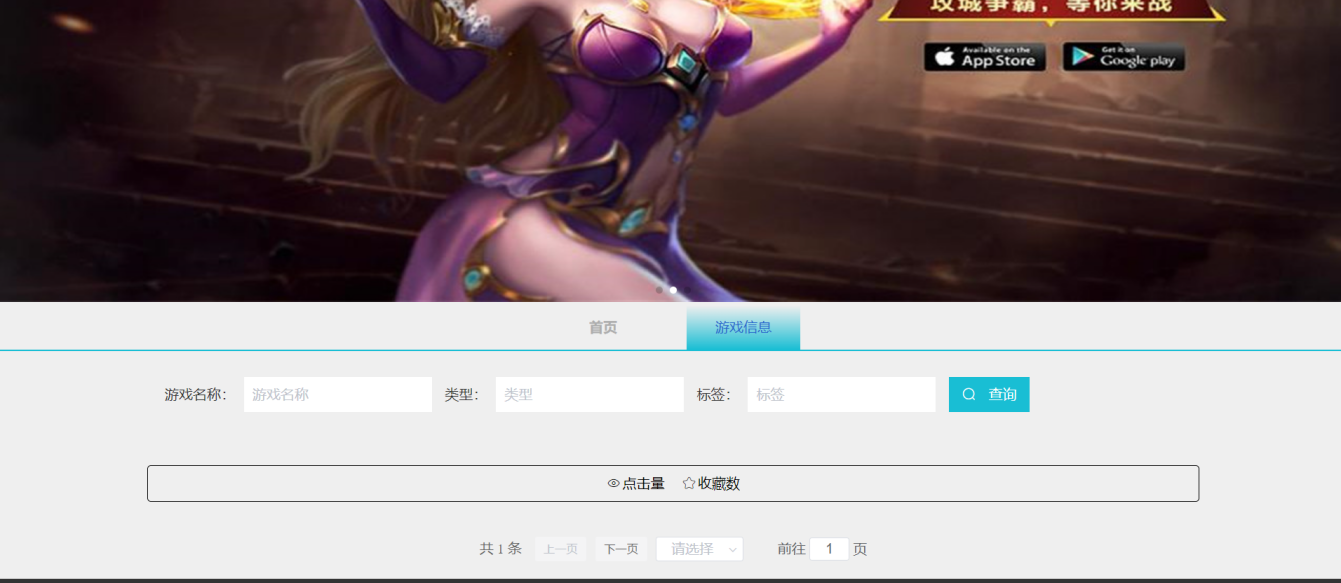 攻城争霸，等你来战
Available on the
App Store
Get it on
Google play
首页
游戏信息
游戏名称：
游戏名称
类型：
类型
标签：
标签
查询
点击量
收藏数
共 1 条
上一页
下一页
请选择
前往
1
页